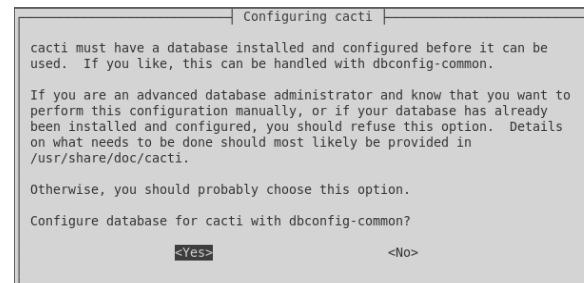 Configuring cacti
cacti must have a database installed and configured before it can be
used.  If you like, this can be handled with dbconfig-common.
If you are an advanced database administrator and know that you want to
perform this configuration manually, or if your database has already
been installed and configured, you should refuse this option.  Details
on what needs to be done should most likely be provided in
/usr/share/doc/cacti.
Otherwise, you should probably choose this option.
Configure database for cacti with dbconfig-common?
<Yes> <No>